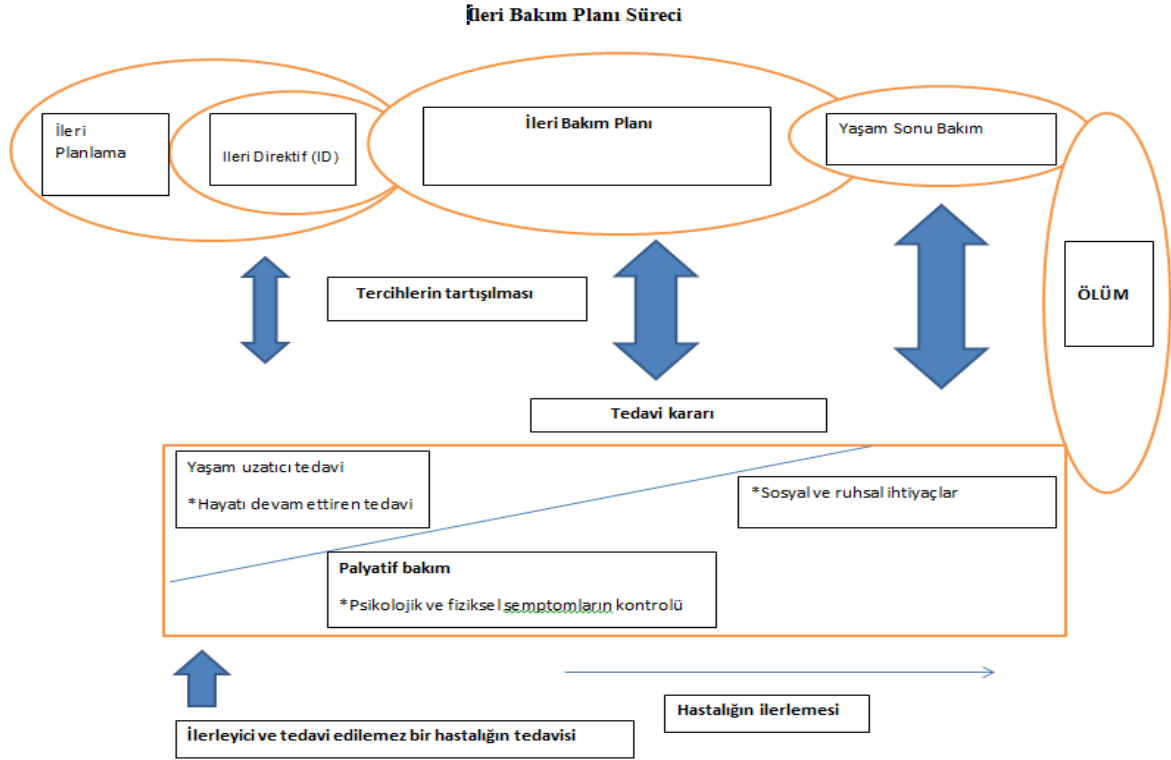 İleri Bakım Planı Süreci
İleri
Planlama
Ileri Direktif (ID)
İleri Bakım Planı
Yaşam Sonu Bakım
ÖLÜM
Tercihlerin tartışılması
Tedavi kararı
Yaşam uzatıcı tedavi
*Hayatı devam ettiren tedavi
*Sosyal ve ruhsal ihtiyaçlar
Palyatif bakım
*Psikolojik ve fiziksel semptomların kontrolü
Hastalığın ilerlemesi
İlerleyici ve tedavi edilemez bir hastalığın tedavisi